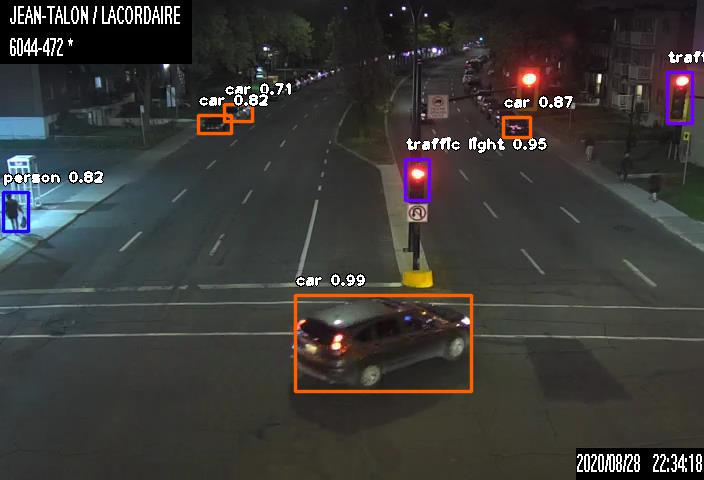 JEAN-TALON / LACORDAIRE
6044-472 *
car 0.71
car 0.82
car 0.87
traf
traffic light 0.95
person 0.82
car 0.99
2020/08/28 22:34:18